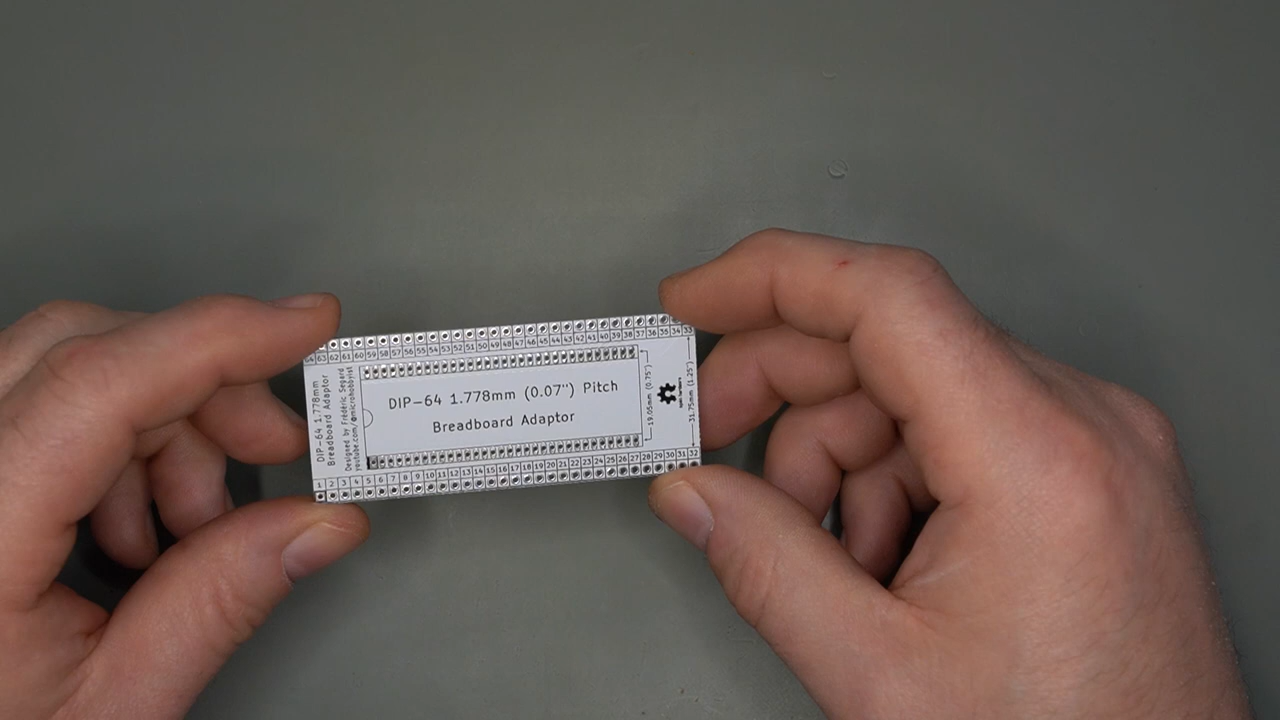 64 63 62 61 60 59 58 57 56 55 54 53 52 51 50 49 48 47 46 45 44 43 42 41 40 39 38 37 36 35 34 33
DIP-64 1.778mm
Breadboard Adaptor
Designed by Frédéric Segard
youtube.com/@microhobbyist
DIP-64 1.778mm (0.07") Pitch
Breadboard Adaptor
19.05mm (0.75")
31.75mm (1.25")
1 2 3 4 5 6 7 8 9 10 11 12 13 14 15 16 17 18 19 20 21 22 23 24 25 26 27 28 29 30 31 32